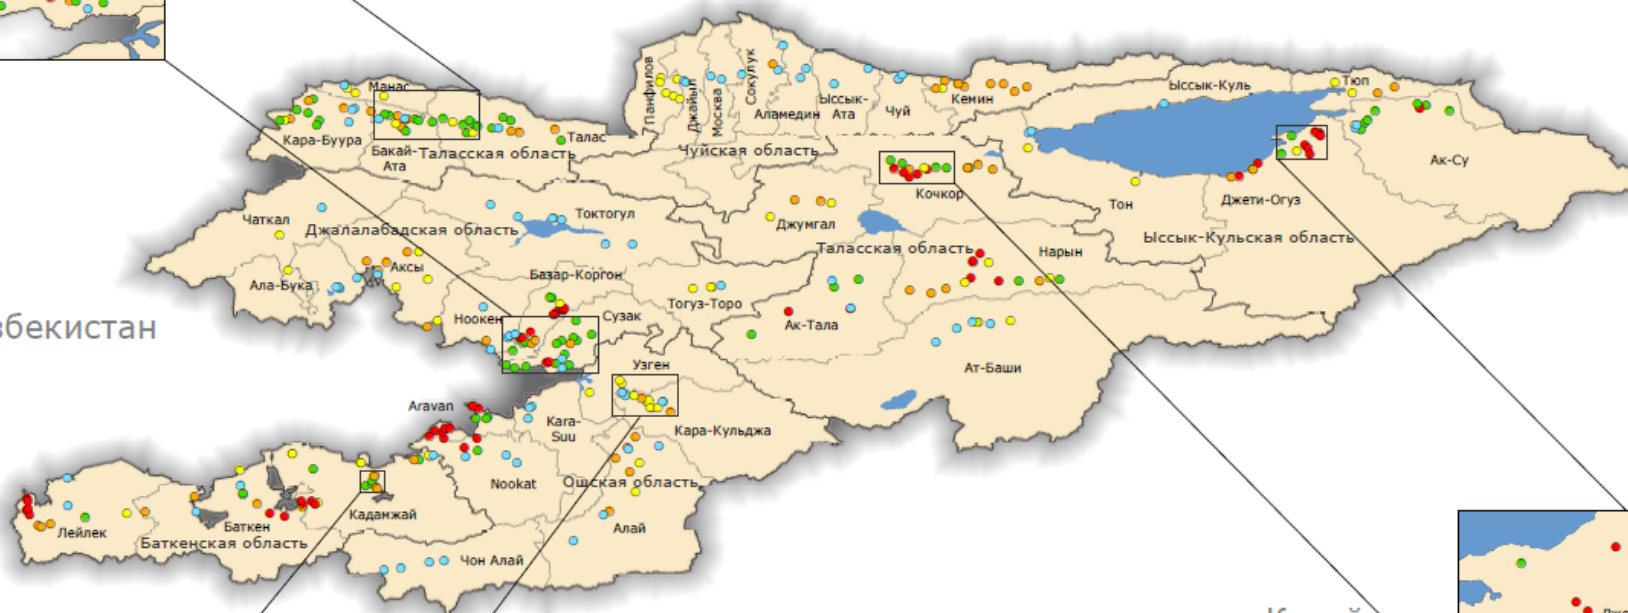 Манас
Кара-Буура
Бакай-
Ата
Таласская область
Талас
Панфилов
Джайыл
Москва
Сокулук
Аламедин
Ыссык-
Ата
Чуй
Кемин
Чуйская область
Ыссык-Куль
Тюп
Ак-Су
Джети-Огуз
Тон
Ыссык-Кульская область
Кочкор
Джумгал
Таласская область
Нарын
Чаткал
Токтогул
Джалалабадская область
Ала-Бука
Аксы
Базар-Коргон
Ноокен
Сузак
Тогуз-Торо
Ак-Тала
Ат-Баши
збекистан
Узген
Aravan
Kara-
Suu
Кара-Кульджа
Nookat
Ошская область
Алай
Чон Алай
Кадамжай
Баткен
Лейлек
Баткенская область